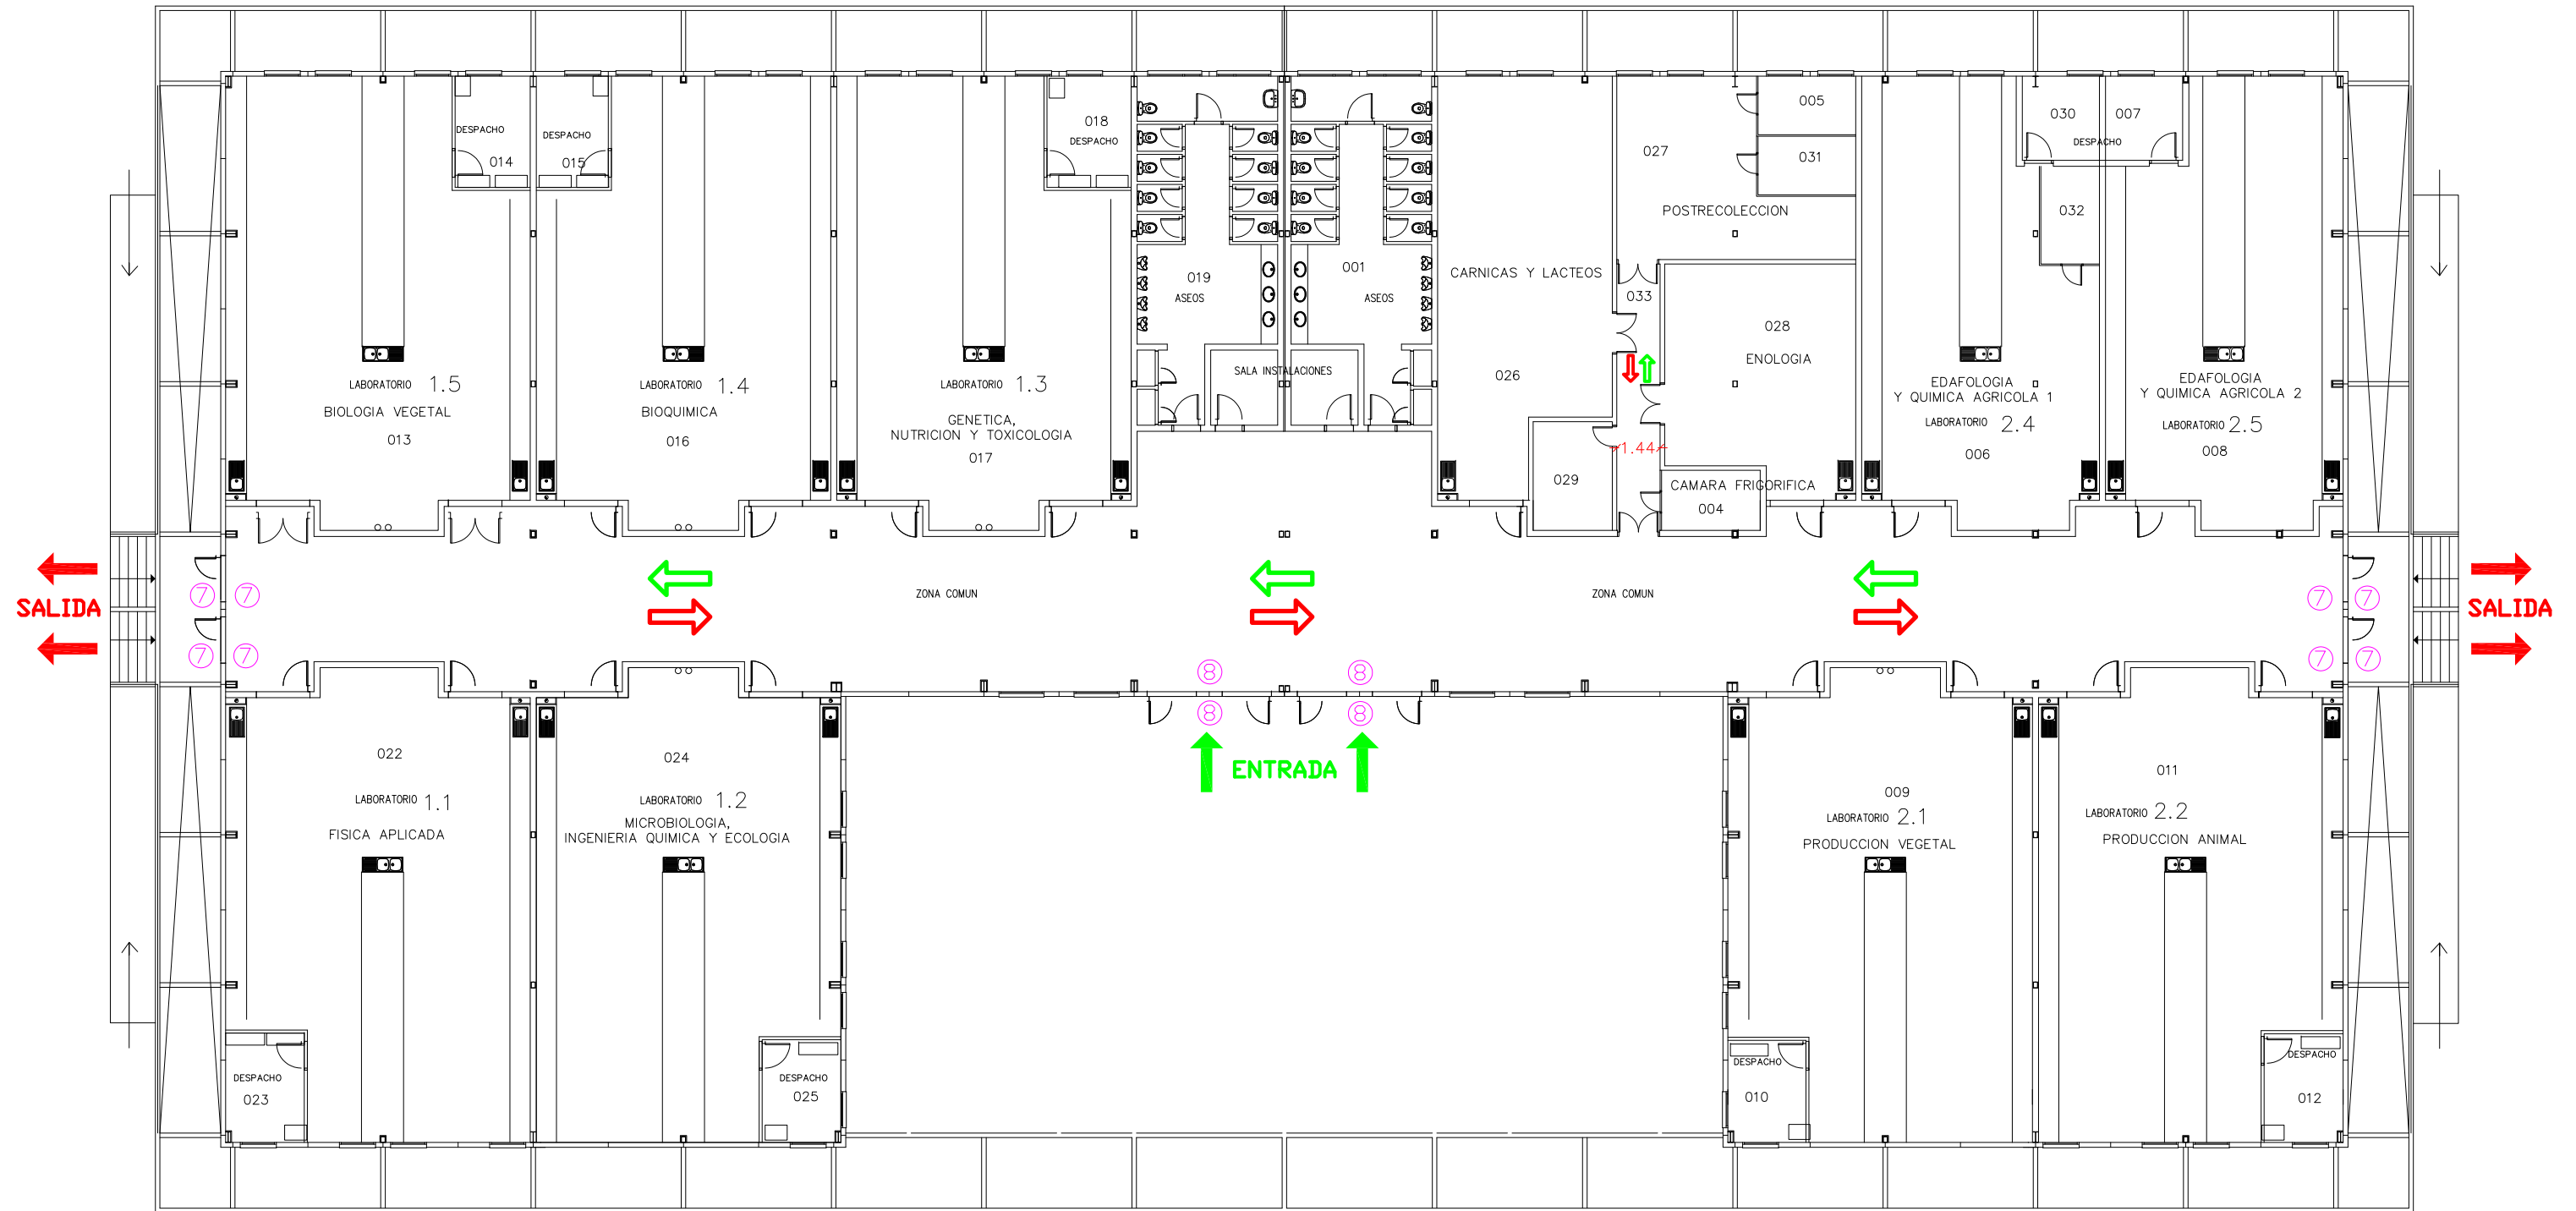 005
030
007
DESPACHO
018
DESPACHO
DESPACHO
DESPACHO
027
031
014
015
032
POSTRECOLECCION
019
001
CARNICAS Y LACTEOS
ASEOS
ASEOS
033
028
ENOLOGIA
SALA INSTALACIONES
026
LABORATORIO 1.5
BIOLOGIA VEGETAL
013
LABORATORIO 1.4
BIOQUIMICA
016
LABORATORIO 1.3
GENETICA,
NUTRICION Y TOXICOLOGIA
017
EDAFOLOGIA
Y QUIMICA AGRICOLA 1
LABORATORIO 2.4
006
EDAFOLOGIA
Y QUIMICA AGRICOLA 2
LABORATORIO 2.5
008
1.44
029
CAMARA FRIGORIFICA
004
SALIDA
7
7
7
7
ZONA COMUN
ZONA COMUN
7
7
7
7
SALIDA
8
8
8
8
ENTRADA
022
LABORATORIO 1.1
FISICA APLICADA
024
LABORATORIO 1.2
MICROBIOLOGIA,
INGENIERIA QUIMICA Y ECOLOGIA
009
LABORATORIO 2.1
PRODUCCION VEGETAL
011
LABORATORIO 2.2
PRODUCCION ANIMAL
DESPACHO
023
DESPACHO
025
DESPACHO
010
DESPACHO
012